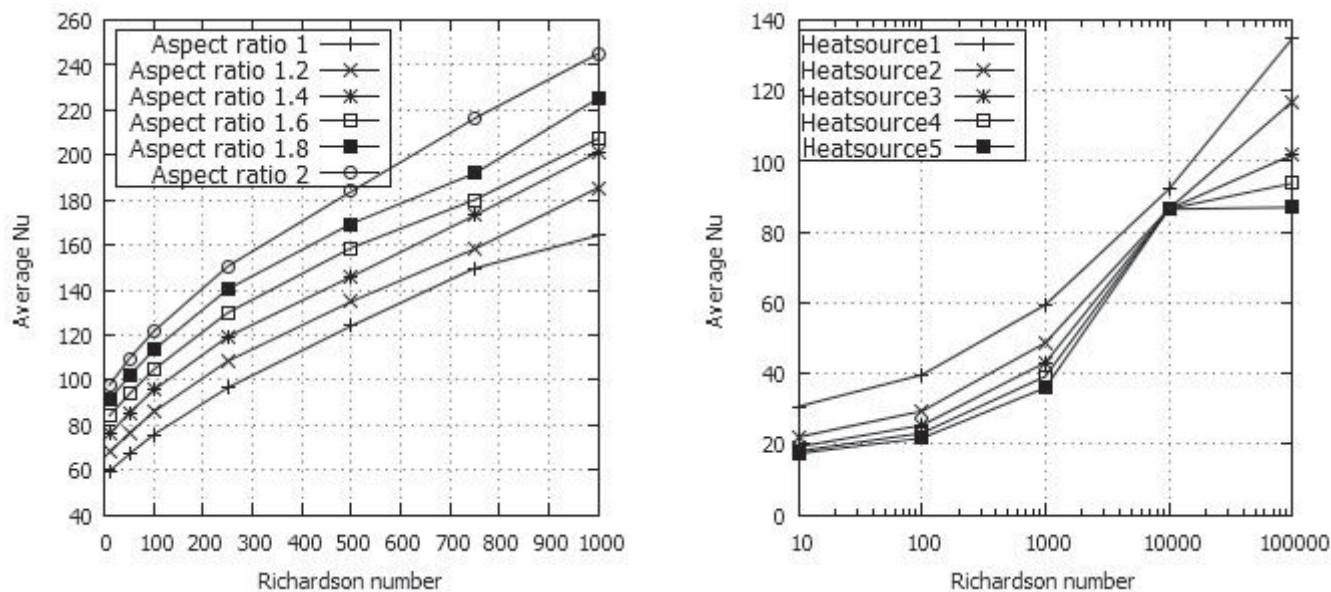 260
240
220
200
180
160
140
120
100
80
60
40
Average Nu
Aspect ratio 1
Aspect ratio 1.2
Aspect ratio 1.4
Aspect ratio 1.6
Aspect ratio 1.8
Aspect ratio 2
0 100 200 300 400 500 600 700 800 900 1000
Richardson number
140
120
100
80
60
40
20
0
Average Nu
Heatsource1
Heatsource2
Heatsource3
Heatsource4
Heatsource5
10 100 1000 10000 100000
Richardson number